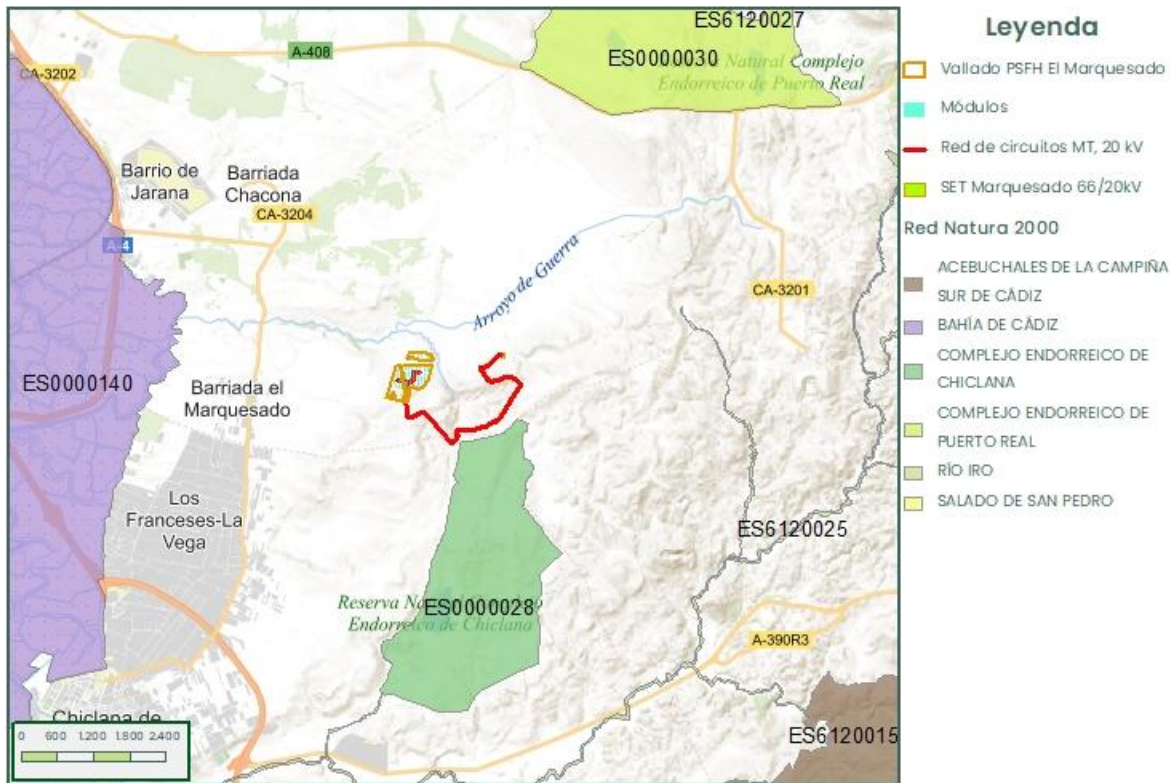 ES6120027
Leyenda
A-408
ES0000030
Natural Complejo
Endorreico de Puerto Real
CA-3202
Vallado PSFH El Marquesado
Módulos
Red de circuitos MT, 20 kV
SET Marquesado 66/20kV
Red Natura 2000
ACEBUCHALES DE LA CAMPIÑA
SUR DE CÁDIZ
BAHÍA DE CÁDIZ
COMPLEJO ENDORREICO DE
CHICLANA
COMPLEJO ENDORREICO DE
PUERTO REAL
RÍO IRO
SALADO DE SAN PEDRO
Barrio de
Jarana
Barriada
Chacona
CA-3204
A-4
Arroyo de Guerra
CA-3201
ES0000140
Barriada el
Marquesado
Los
Franceses-La
Vega
ES6120025
Reserva
ES0000028
Endorreico de Chiclana
A-390R3
Chiclana de
ES6120015
0 600 1.200 1.800 2.400